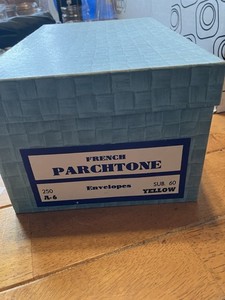 FRENCH
PARCHTONE
250 Envelopes SUB. 60
A-6 YELLOW